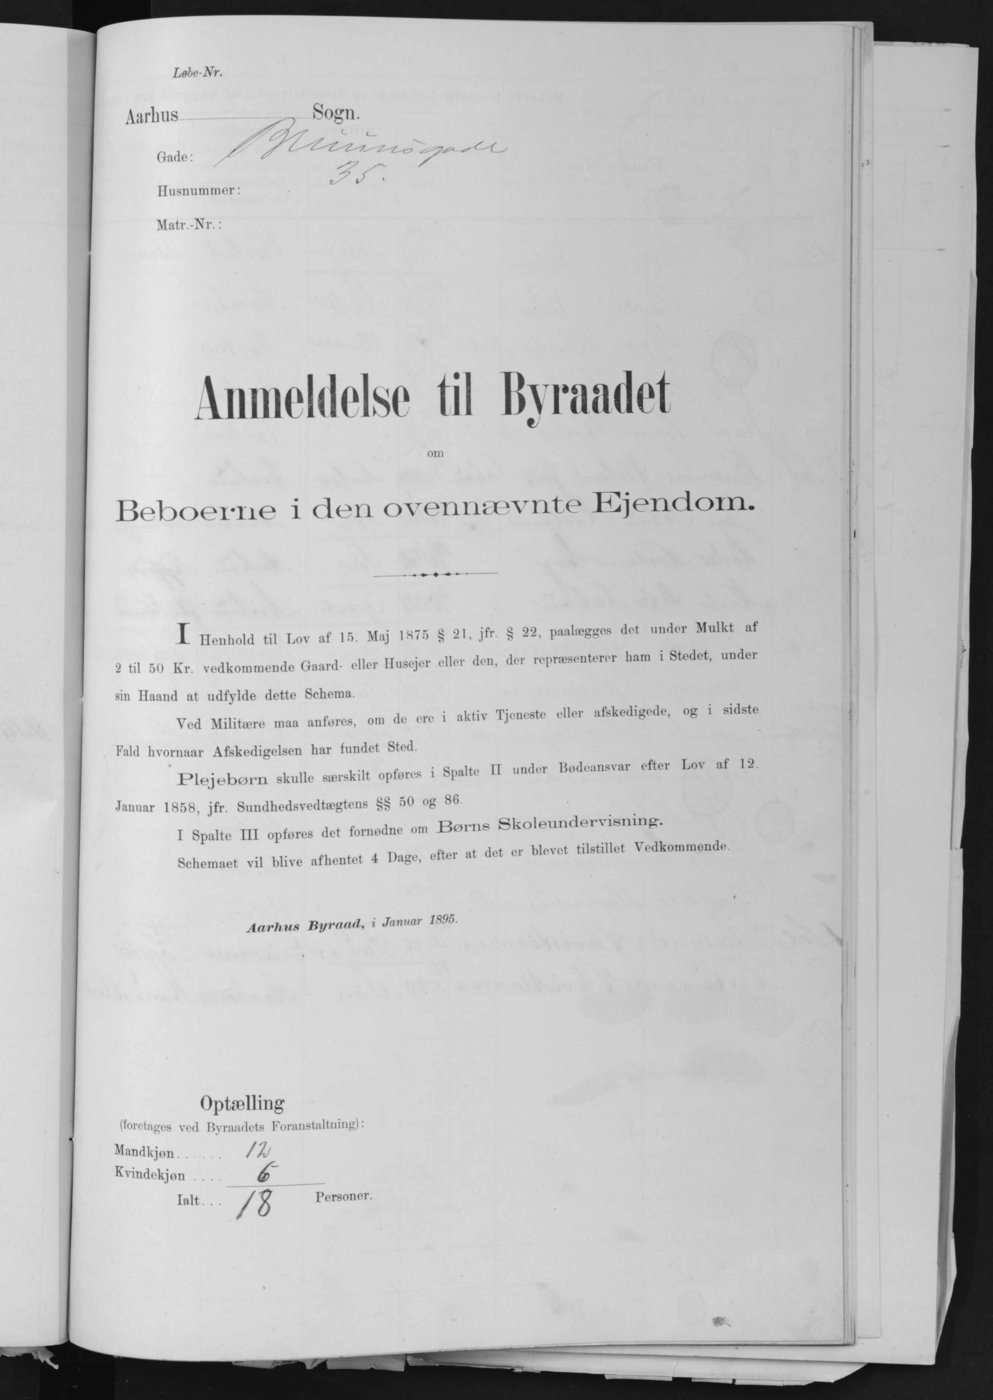 Løbe-Nr.
Aarhus Sogn.
Gade: Bruunsgade
Husnummer: 35.
Matr.-Nr.:
Anmeldelse til Byraadet
om
Beboerne i den ovennævnte Ejendom.
I Henhold til Lov af 15. Maj 1875 § 21, jfr. § 22, paalægges det under Mulkt af
2 til 50 Kr. vedkommende Gaard- eller Husejer eller den, der repræsenterer ham i Stedet, under
sin Haand at udfylde dette Schema.
Ved Militære maa anføres, om de ere i aktiv Tjeneste eller afskedigede, og i sidste
Fald hvornaar Afskedigelsen har fundet Sted.
Plejebørn skulle særskilt opføres i Spalte II under Bødeansvar efter Lov af 12.
Januar 1858, jfr. Sundhedsvedtægtens §§ 50 og 86.
I Spalte III opføres det fornødne om Børns Skoleundervisning.
Schemaet vil blive afhentet 4 Dage, efter at det er blevet tilstillet Vedkommende.
Aarhus Byraad, i Januar 1895.
Optælling
(foretages ved Byraadets Foranstaltning):
Mandkjøn...... 12
Kvindekjøn .... 6
Ialt... 18 Personer.